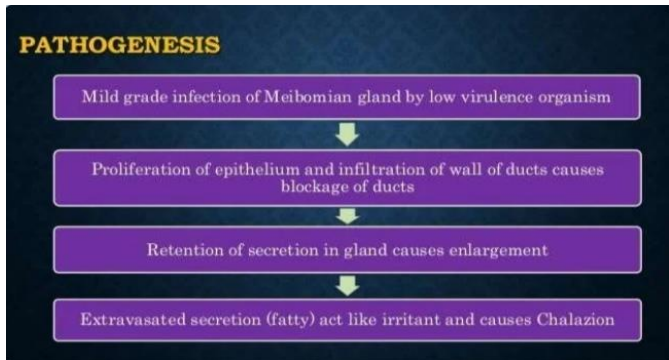 PATHOGENESIS
Mild grade infection of Meibomian gland by low virulence organism
Proliferation of epithelium and infiltration of wall of ducts causes
blockage of ducts
Retention of secretion in gland causes enlargement
Extravasated secretion (fatty) act like irritant and causes Chalazion